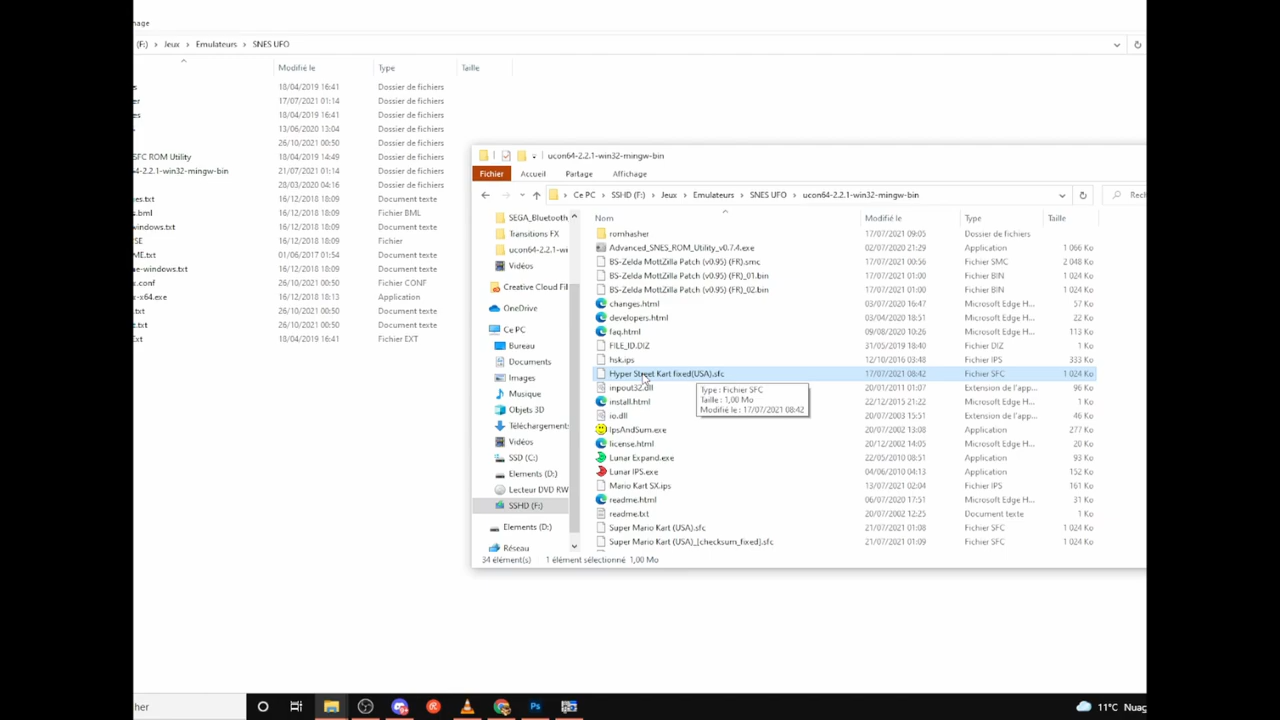 nage
(F:) > Jeux > Emulateurs > SNES UFO
Modifié le Type Taille
s 18/04/2019 16:41 Dossier de fichiers
er 17/07/2021 01:14 Dossier de fichiers
es 18/04/2019 16:41 Dossier de fichiers
13/06/2020 13:04 Dossier de fichiers
26/10/2021 00:50 Dossier de fichiers
SFC ROM Utility 18/04/2019 14:49 Dossier de fichiers
4-2.2.1-win32-mingw-bin 21/07/2021 01:14 Dossier de fichiers
28/03/2020 04:16 Dossier de fichiers
es.txt 16/12/2018 18:09 Document texte
.bml 16/12/2018 18:09 Fichier BML
windows.txt 16/12/2018 18:09 Document texte
SE 16/12/2018 18:09 Fichier
ME.txt 01/06/2017 01:54 Document texte
ae-windows.txt 16/12/2018 18:09 Document texte
.conf 26/10/2021 00:50 Fichier CONF
x-x64.exe 16/12/2018 18:13 Application
.txt 26/10/2021 00:50 Document texte
t.txt 26/10/2021 00:50 Document texte
Ext 18/04/2019 16:41 Fichier EXT
ucon64-2.2.1-win32-mingw-bin
Fichier Accueil Partage Affichage
Ce PC > SSHD (F:) > Jeux > Emulateurs > SNES UFO > ucon64-2.2.1-win32-mingw-bin Rech
SEGA_Bluetooth
Transitions FX
ucon64-2.2.1-wi
Vidéos
Creative Cloud Fil
OneDrive
Ce PC
Bureau
Documents
Images
Musique
Objets 3D
Téléchargements
Vidéos
SSD (C:)
Elements (D:)
Lecteur DVD RW
SSHD (F:)
Elements (D:)
Réseau
Nom Modifié le Type Taille
romhasher 17/07/2021 09:05 Dossier de fichiers
Advanced_SNES_ROM_Utility_v0.7.4.exe 02/07/2020 21:29 Application 1 066 Ko
BS-Zelda MottZilla Patch (v0.95) (FR).smc 17/07/2021 00:56 Fichier SMC 2 048 Ko
BS-Zelda MottZilla Patch (v0.95) (FR)_01.bin 17/07/2021 01:00 Fichier BIN 1 024 Ko
BS-Zelda MottZilla Patch (v0.95) (FR)_02.bin 17/07/2021 01:00 Fichier BIN 1 024 Ko
changes.html 03/07/2020 16:47 Microsoft Edge H... 57 Ko
developers.html 03/04/2020 18:51 Microsoft Edge H... 22 Ko
faq.html 09/08/2020 10:26 Microsoft Edge H... 113 Ko
FILE_ID.DIZ 31/05/2019 18:40 Fichier DIZ 1 Ko
hsk.ips 12/10/2016 03:48 Fichier IPS 333 Ko
Hyper Street Kart fixed(USA).sfc 17/07/2021 08:42 Fichier SFC 1 024 Ko
inpout32.dll 20/01/2011 01:07 Extension de l'app... 96 Ko
install.html 22/12/2015 21:22 Microsoft Edge H... 32 Ko
io.dll 20/07/2003 15:51 Extension de l'app... 46 Ko
IpsAndSum.exe 20/07/2002 13:08 Application 277 Ko
license.html 20/12/2002 14:05 Microsoft Edge H... 20 Ko
Lunar Expand.exe 22/05/2010 08:51 Application 92 Ko
Lunar IPS.exe 04/06/2010 04:13 Application 152 Ko
Mario Kart SX.ips 13/07/2021 02:04 Fichier IPS 161 Ko
readme.html 06/07/2020 17:51 Microsoft Edge H... 31 Ko
readme.txt 20/07/2002 12:25 Document texte 1 Ko
Super Mario Kart (USA).sfc 21/07/2021 01:08 Fichier SFC 1 024 Ko
Super Mario Kart (USA)_[checksum_fixed].sfc 21/07/2021 01:09 Fichier SFC 1 024 Ko
Type : Fichier SFC
Taille : 1,00 Mo
Modifié le : 17/07/2021 08:42
34 élément(s) 1 élément sélectionné 1,00 Mo
her
11°C Nuag